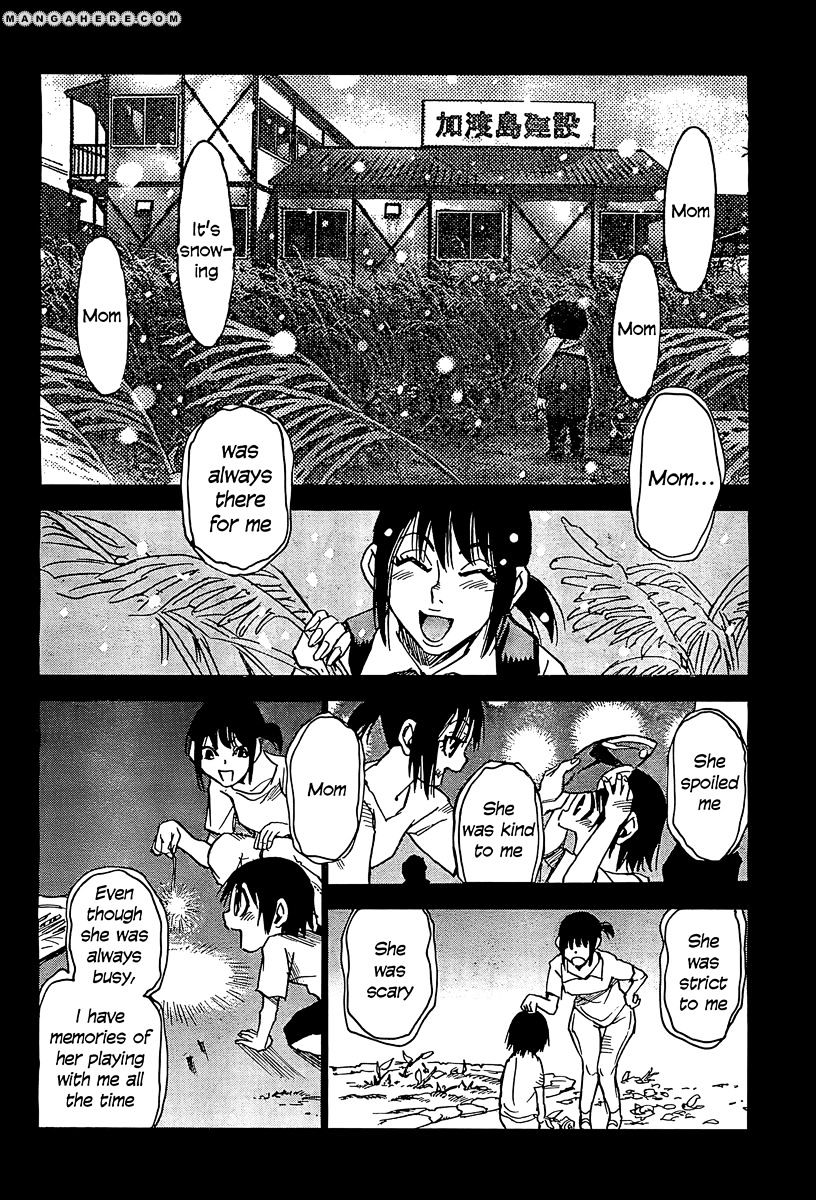 MANGAHERE.COM
加渡島建設
Mom
Mom
It's
snow-
ing
Mom
Mom...
was
always
there
for me
She
spoiled
me
She
was kind
to me
Mom
Even
though
she was
always
busy,
I have
memories of
her playing
with me all
the time
She
was
strict
to me
She
was
scary